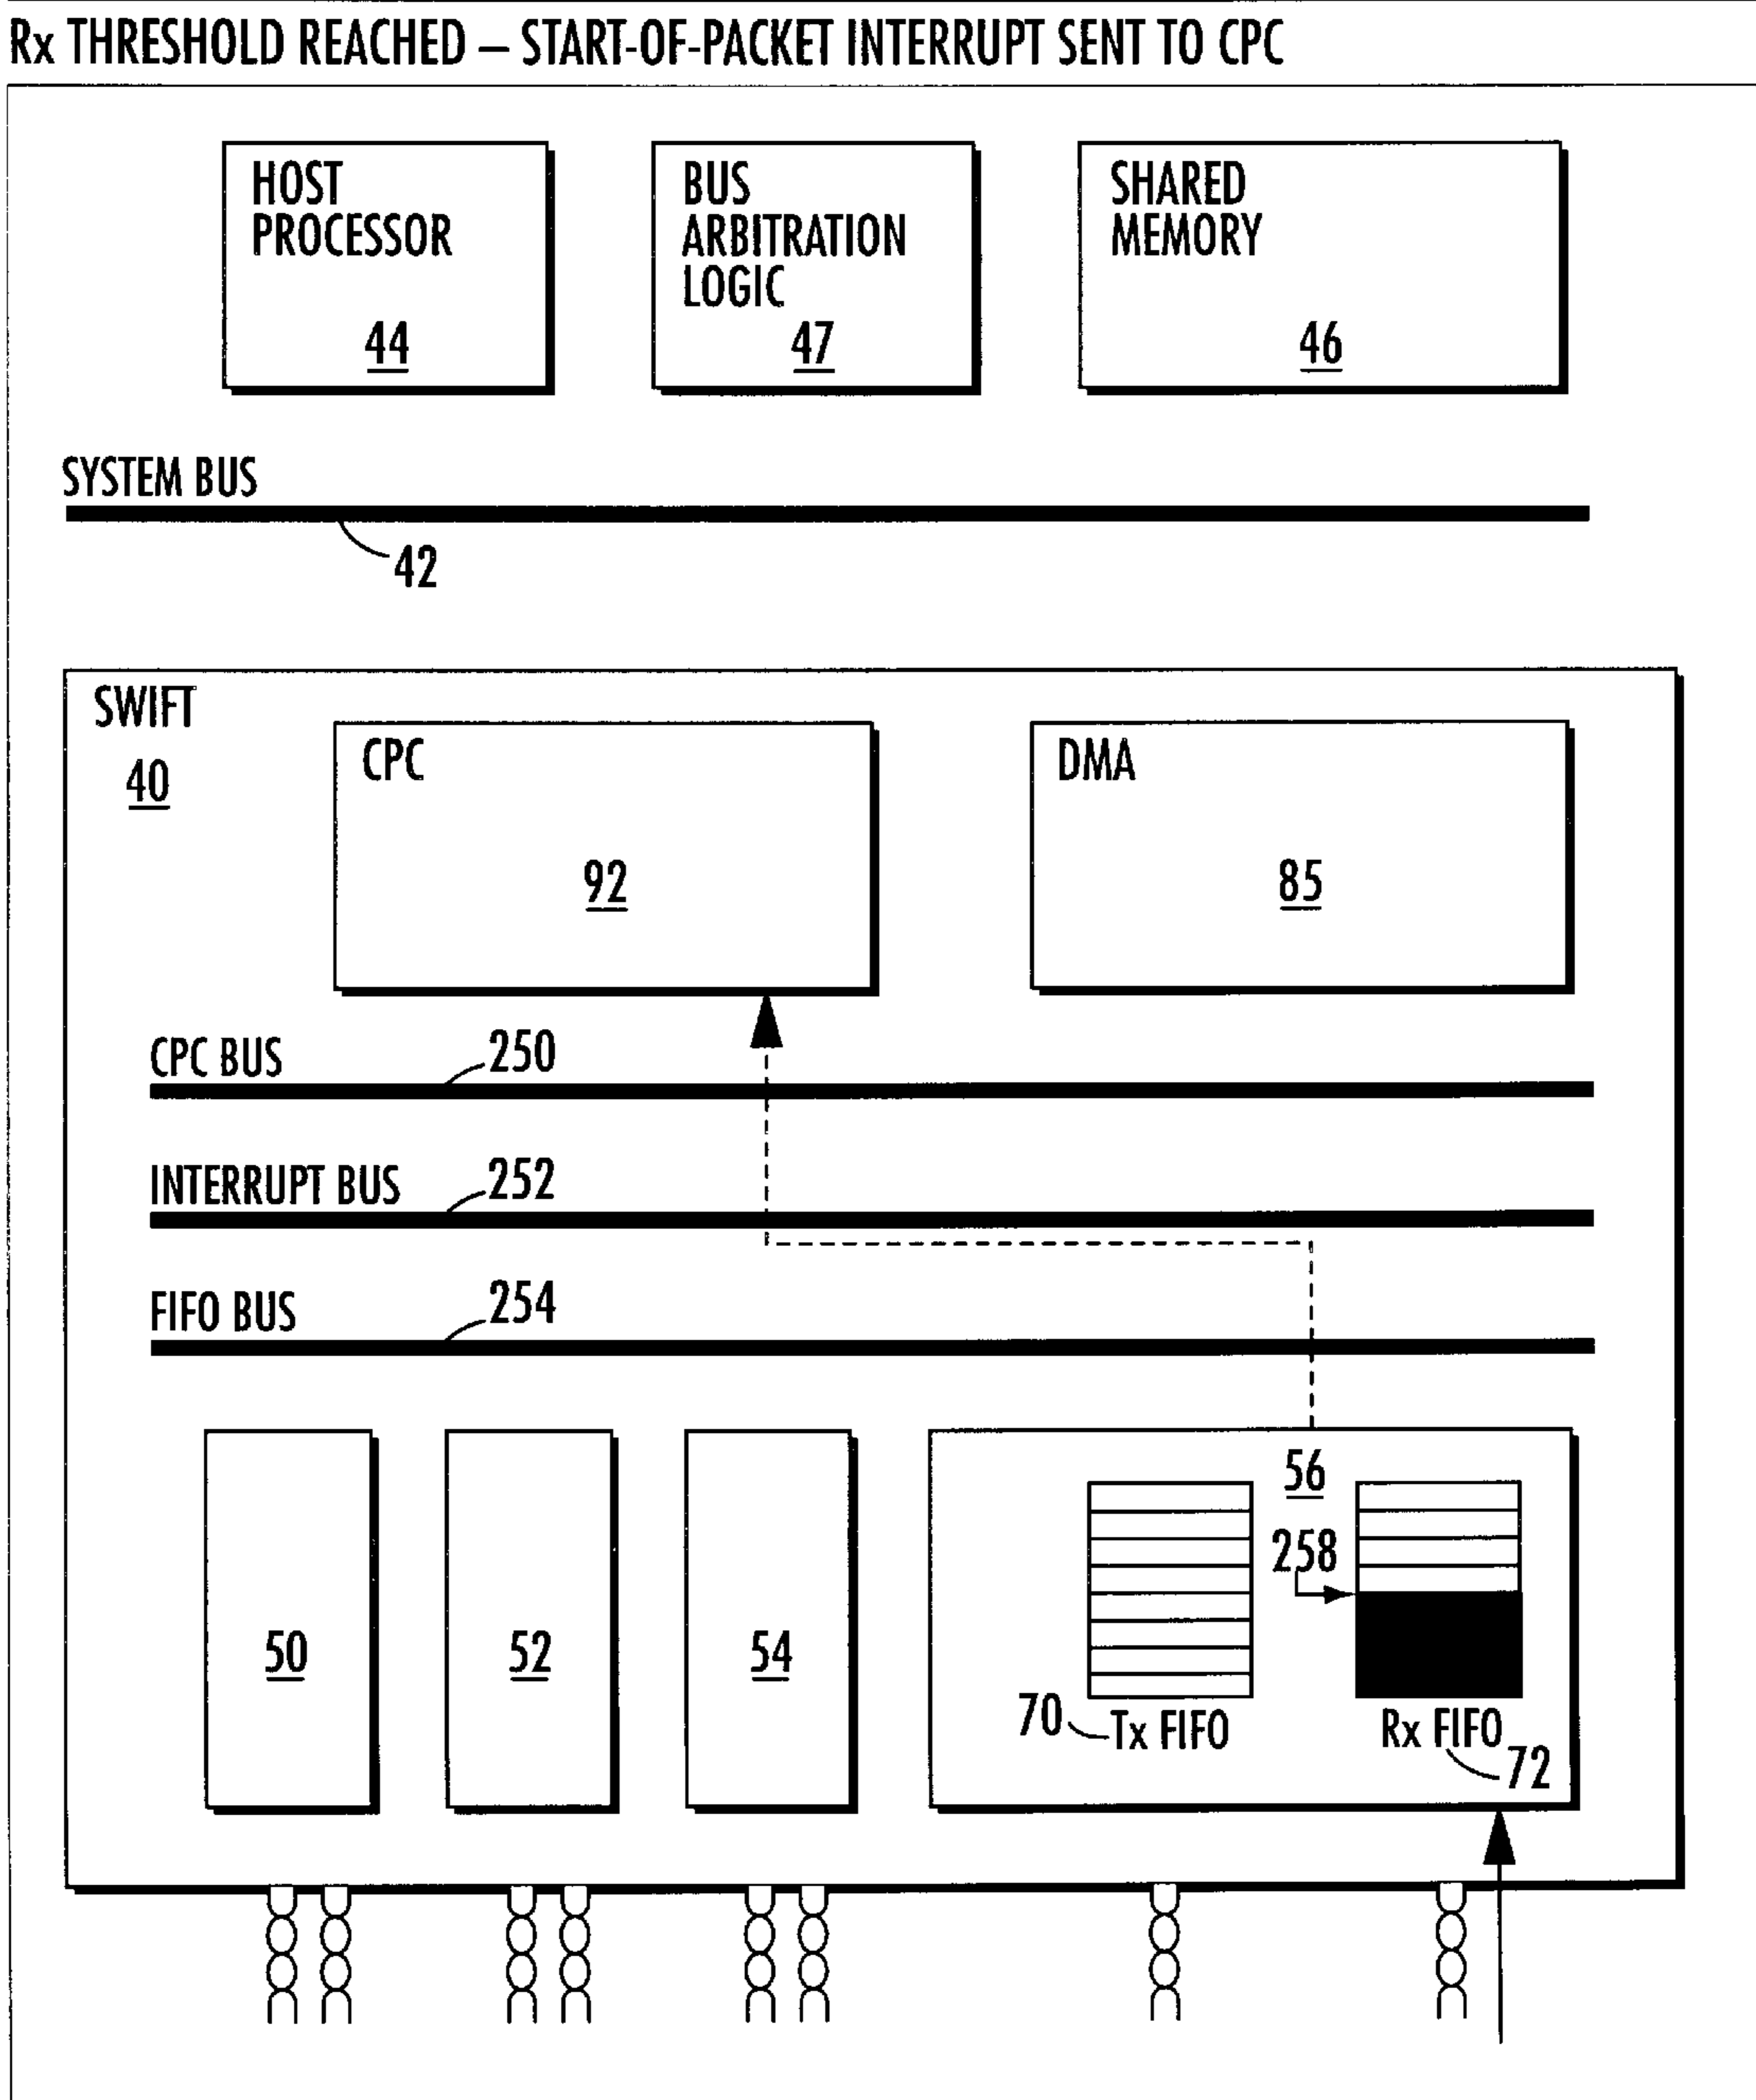 Rx THRESHOLD REACHED – START-OF-PACKET INTERRUPT SENT TO CPC
HOST
PROCESSOR
44
BUS
ARBITRATION
LOGIC
47
SHARED
MEMORY
46
SYSTEM BUS
42
SWIFT
40
CPC
92
DMA
85
CPC BUS
250
INTERRUPT BUS
252
FIFO BUS
254
50
52
54
56
258
70
Tx FIFO
Rx FIFO
72